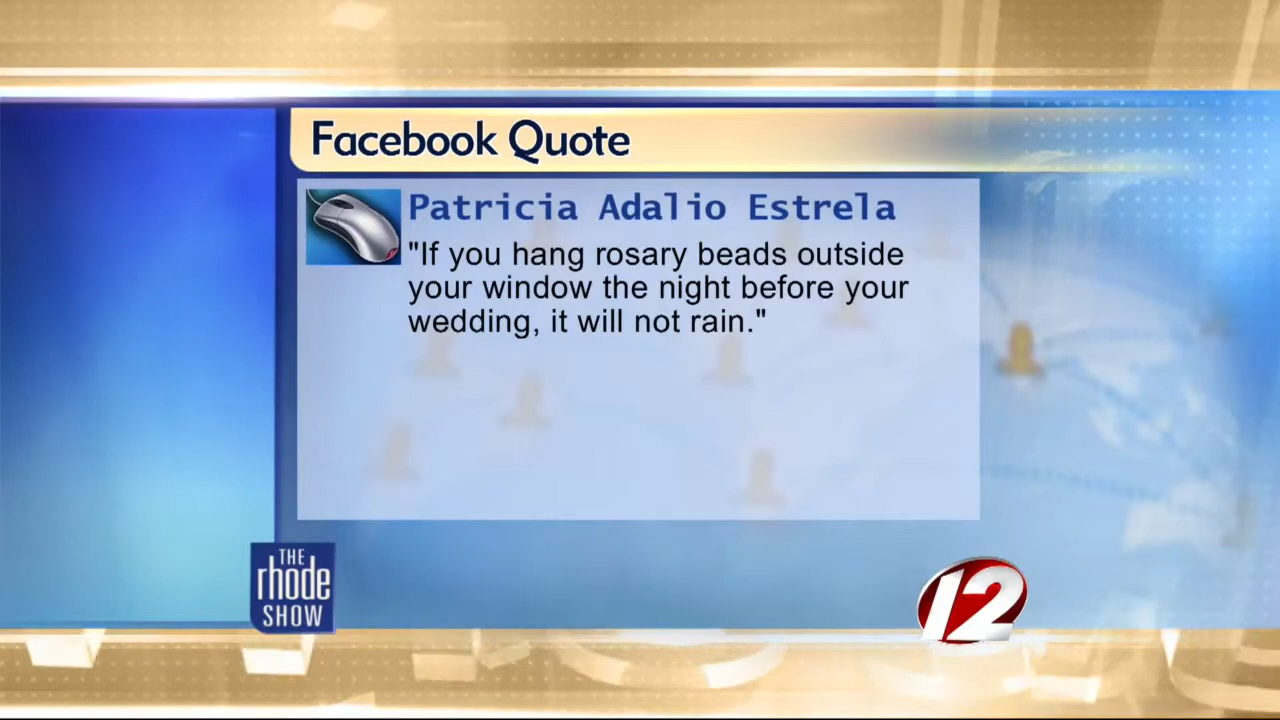 Facebook Quote
Patricia Adalio Estrela
"If you hang rosary beads outside
your window the night before your
wedding, it will not rain."
THE
rhode
SHOW
12